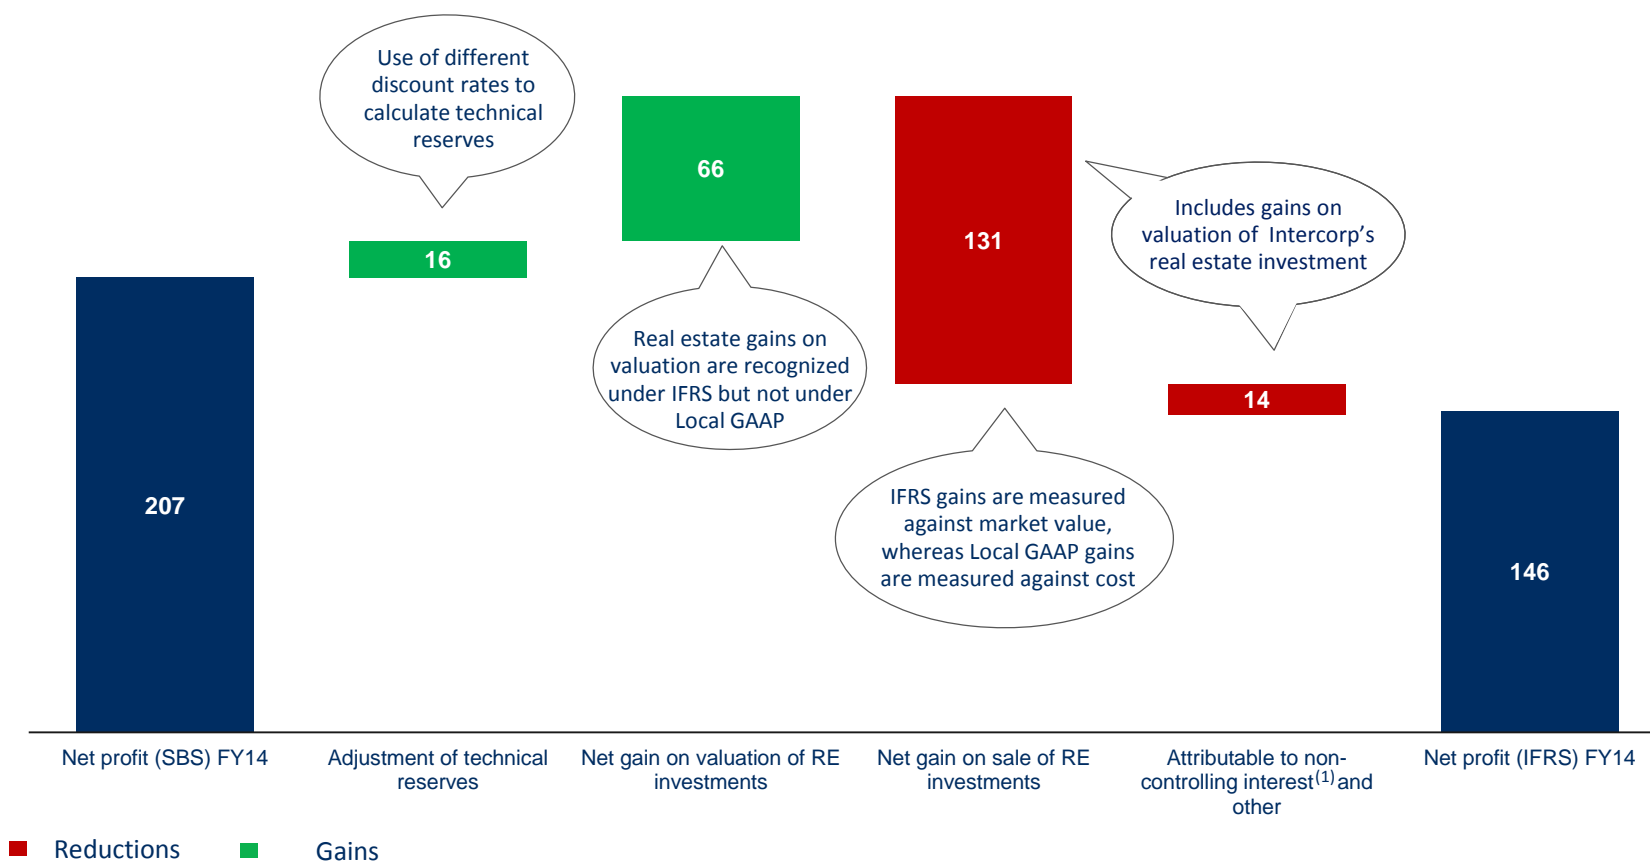 Use of different
discount rates to
calculate technical
reserves
66
16
131
Includes gains on
valuation of Intercorp's
real estate investment
Real estate gains on
valuation are recognized
under IFRS but not under
Local GAAP
14
207
IFRS gains are measured
against market value,
whereas Local GAAP gains
are measured against cost
146
Net profit (SBS) FY14
Adjustment of technical
reserves
Net gain on valuation of RE
investments
Net gain on sale of RE
investments
Attributable to non-
controlling interest(1) and
other
Net profit (IFRS) FY14
Reductions
Gains